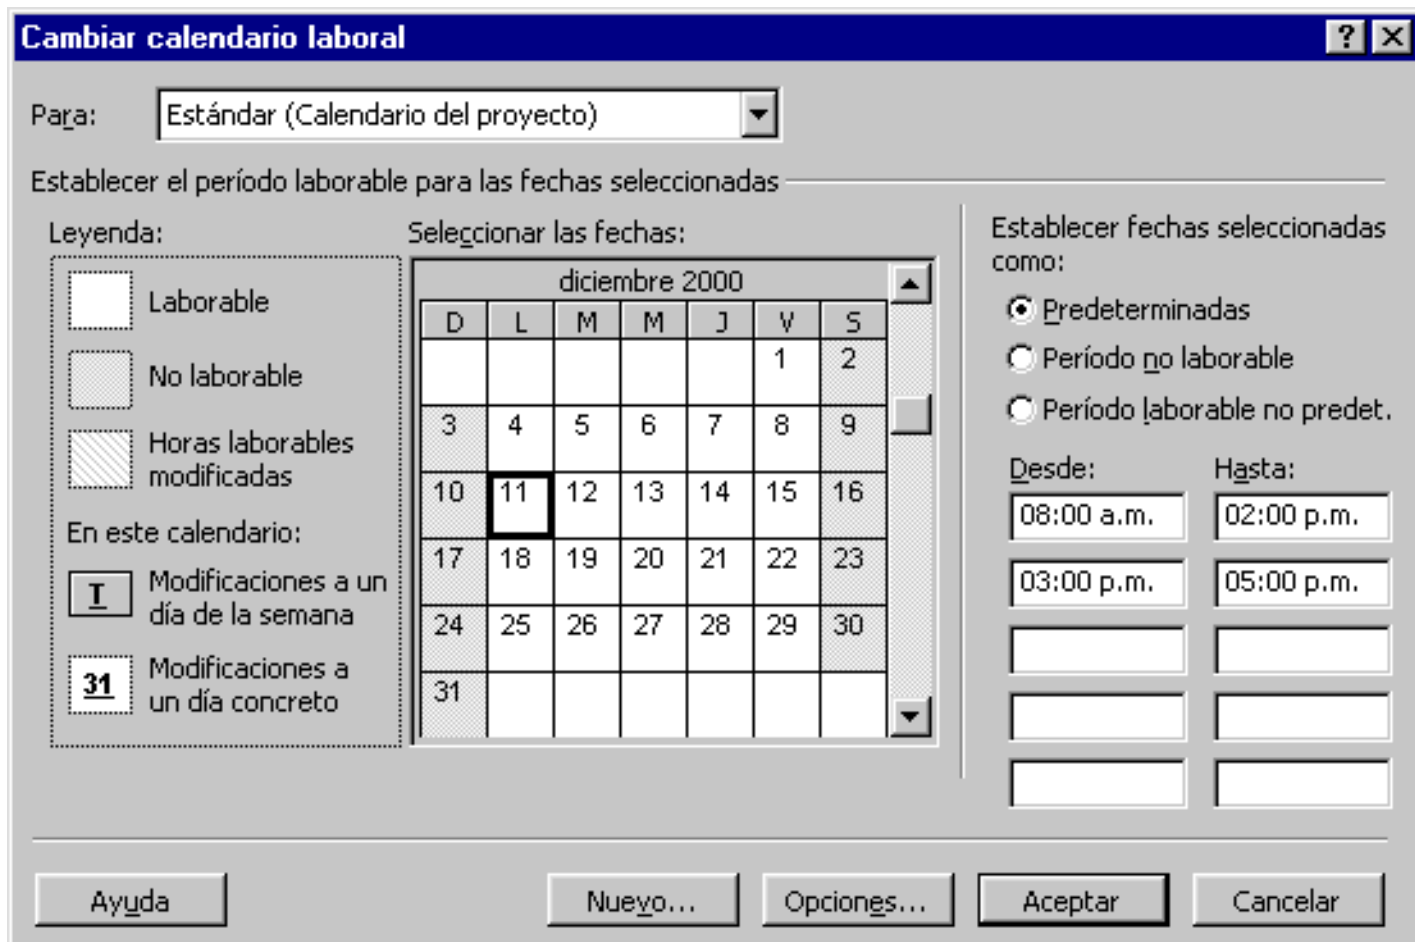 Cambiar calendario laboral
Para: Estándar (Calendario del proyecto)
Establecer el período laborable para las fechas seleccionadas
Leyenda:
Laborable
No laborable
Horas laborables
modificadas
En este calendario:
T Modificaciones a un
día de la semana
31 Modificaciones a
un día concreto
Seleccionar las fechas:
diciembre 2000
D L M M J V S
1 2
3 4 5 6 7 8 9
10 11 12 13 14 15 16
17 18 19 20 21 22 23
24 25 26 27 28 29 30
31
Establecer fechas seleccionadas
como:
Predeterminadas
Período no laborable
Período laborable no predet.
Desde: Hasta:
08:00 a.m. 02:00 p.m.
03:00 p.m. 05:00 p.m.
Ayuda Nuevo... Opciones... Aceptar Cancelar